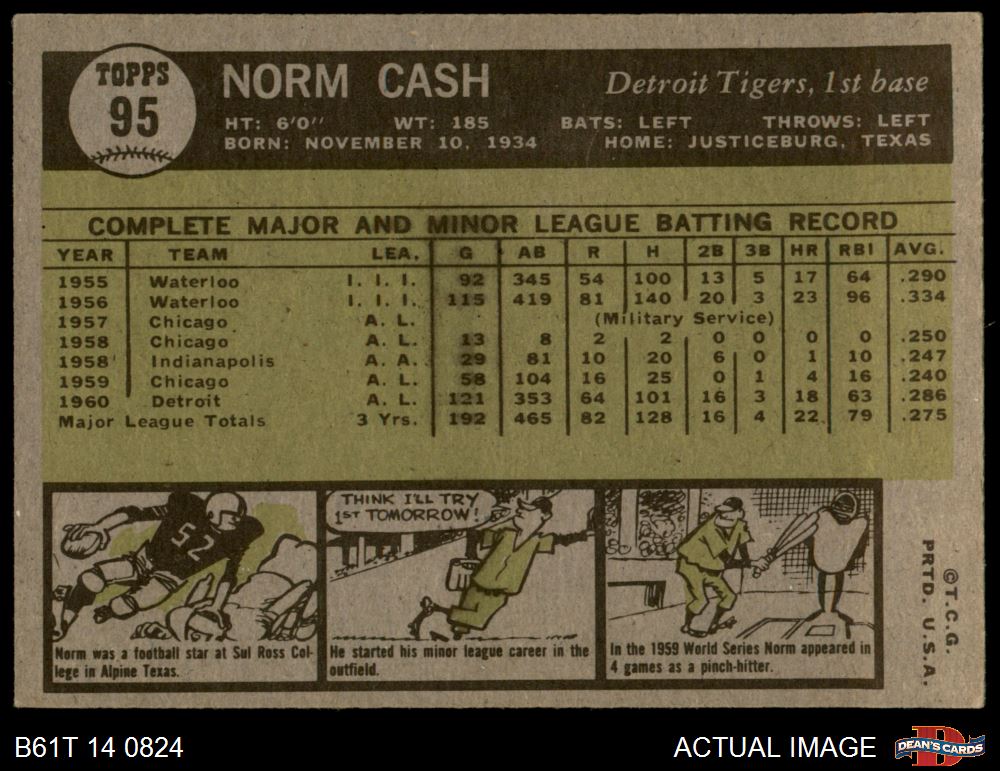 TOPPS
95
NORM CASH
Detroit Tigers, 1st base
HT: 6'0" WT: 185 BATS: LEFT THROWS: LEFT
BORN: NOVEMBER 10, 1934 HOME: JUSTICEBURG, TEXAS
COMPLETE MAJOR AND MINOR LEAGUE BATTING RECORD
YEAR TEAM LEA. G AB R H 2B 3B HR RBI AVG.
1955 Waterloo I. I. I. 92 345 54 100 13 5 17 64 .290
1956 Waterloo I. I. I. 115 419 81 140 20 3 23 96 .334
1957 Chicago A. L. (Military Service)
1958 Chicago A. L. 13 8 2 2 0 0 0 0 .250
1958 Indianapolis A. A. 29 81 10 20 6 0 1 10 .247
1959 Chicago A. L. 58 104 16 25 0 1 4 16 .240
1960 Detroit A. L. 121 353 64 101 16 3 18 63 .286
Major League Totals 3 Yrs. 192 465 82 128 16 4 22 79 .275
52
Norm was a football star at Sul Ross Col-
lege in Alpine Texas.
THINK I'LL TRY
1ST TOMORROW!
He started his minor league career in the
outfield.
In the 1959 World Series Norm appeared in
4 games as a pinch-hitter.
© T.C.G.
PRTD. U.S.A.
B61T 14 0824
ACTUAL IMAGE
D
DEAN'S CARDS